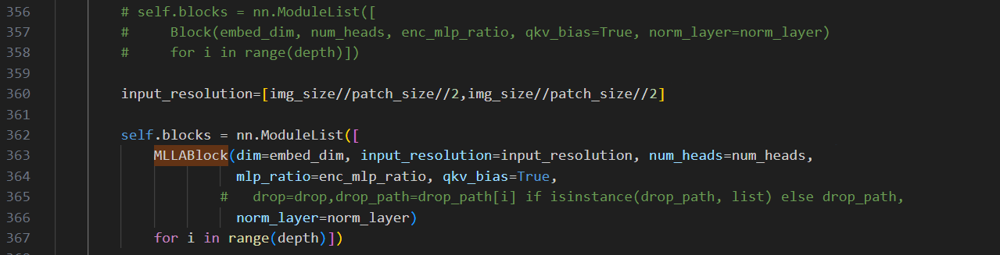 356 # self.blocks = nn.ModuleList([
357 #     Block(embed_dim, num_heads, enc_mlp_ratio, qkv_bias=True, norm_layer=norm_layer)
358 #     for i in range(depth)])
359
360 input_resolution=[img_size//patch_size//2,img_size//patch_size//2]
361
362 self.blocks = nn.ModuleList([
363     MLLABlock(dim=embed_dim, input_resolution=input_resolution, num_heads=num_heads,
364               mlp_ratio=enc_mlp_ratio, qkv_bias=True,
365             #   drop=drop,drop_path=drop_path[i] if isinstance(drop_path, list) else drop_path,
366               norm_layer=norm_layer)
367     for i in range(depth)])